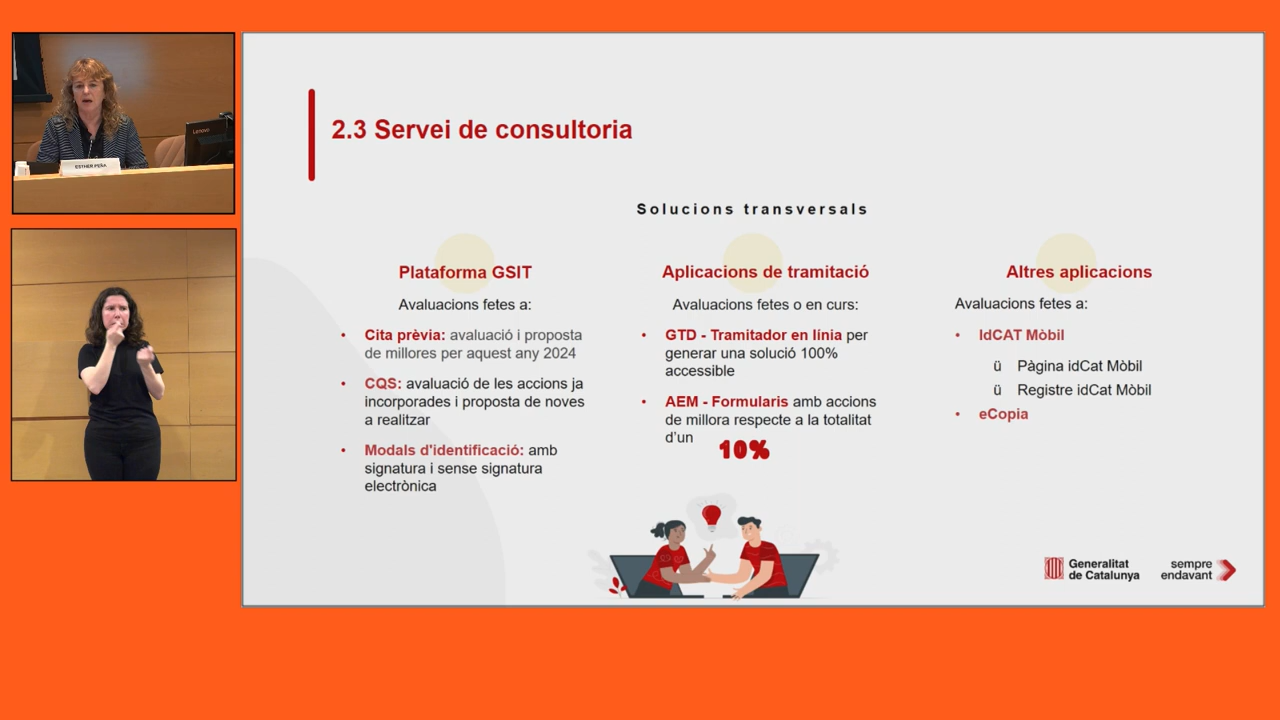 Lenovo
ESTHER PEÑA
2.3 Servei de consultoria
Solucions transversals
Plataforma GSIT
Avaluacions fetes a:
• Cita prèvia: avaluació i proposta
de millores per aquest any 2024
• CQS: avaluació de les accions ja
incorporades i proposta de noves
a realitzar
• Modals d'identificació: amb
signatura i sense signatura
electrònica
Aplicacions de tramitació
Avaluacions fetes o en curs:
• GTD - Tramitador en línia per
generar una solució 100%
accessible
• AEM - Formularis amb accions
de millora respecte a la totalitat
d'un 10%
Altres aplicacions
Avaluacions fetes a:
• IdCAT Mòbil
ü Pàgina idCat Mòbil
ü Registre idCat Mòbil
• eCopia
Generalitat
de Catalunya
sempre
endavant